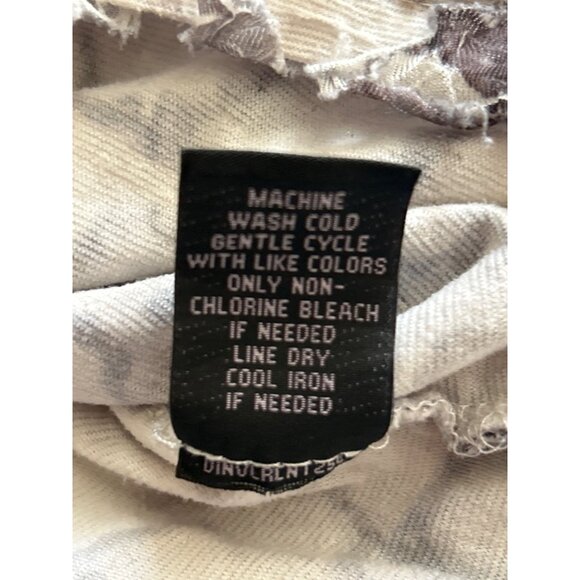 MACHINE
WASH COLD
GENTLE CYCLE
WITH LIKE COLORS
ONLY NON-
CHLORINE BLEACH
IF NEEDED
LINE DRY
COOL IRON
IF NEEDED